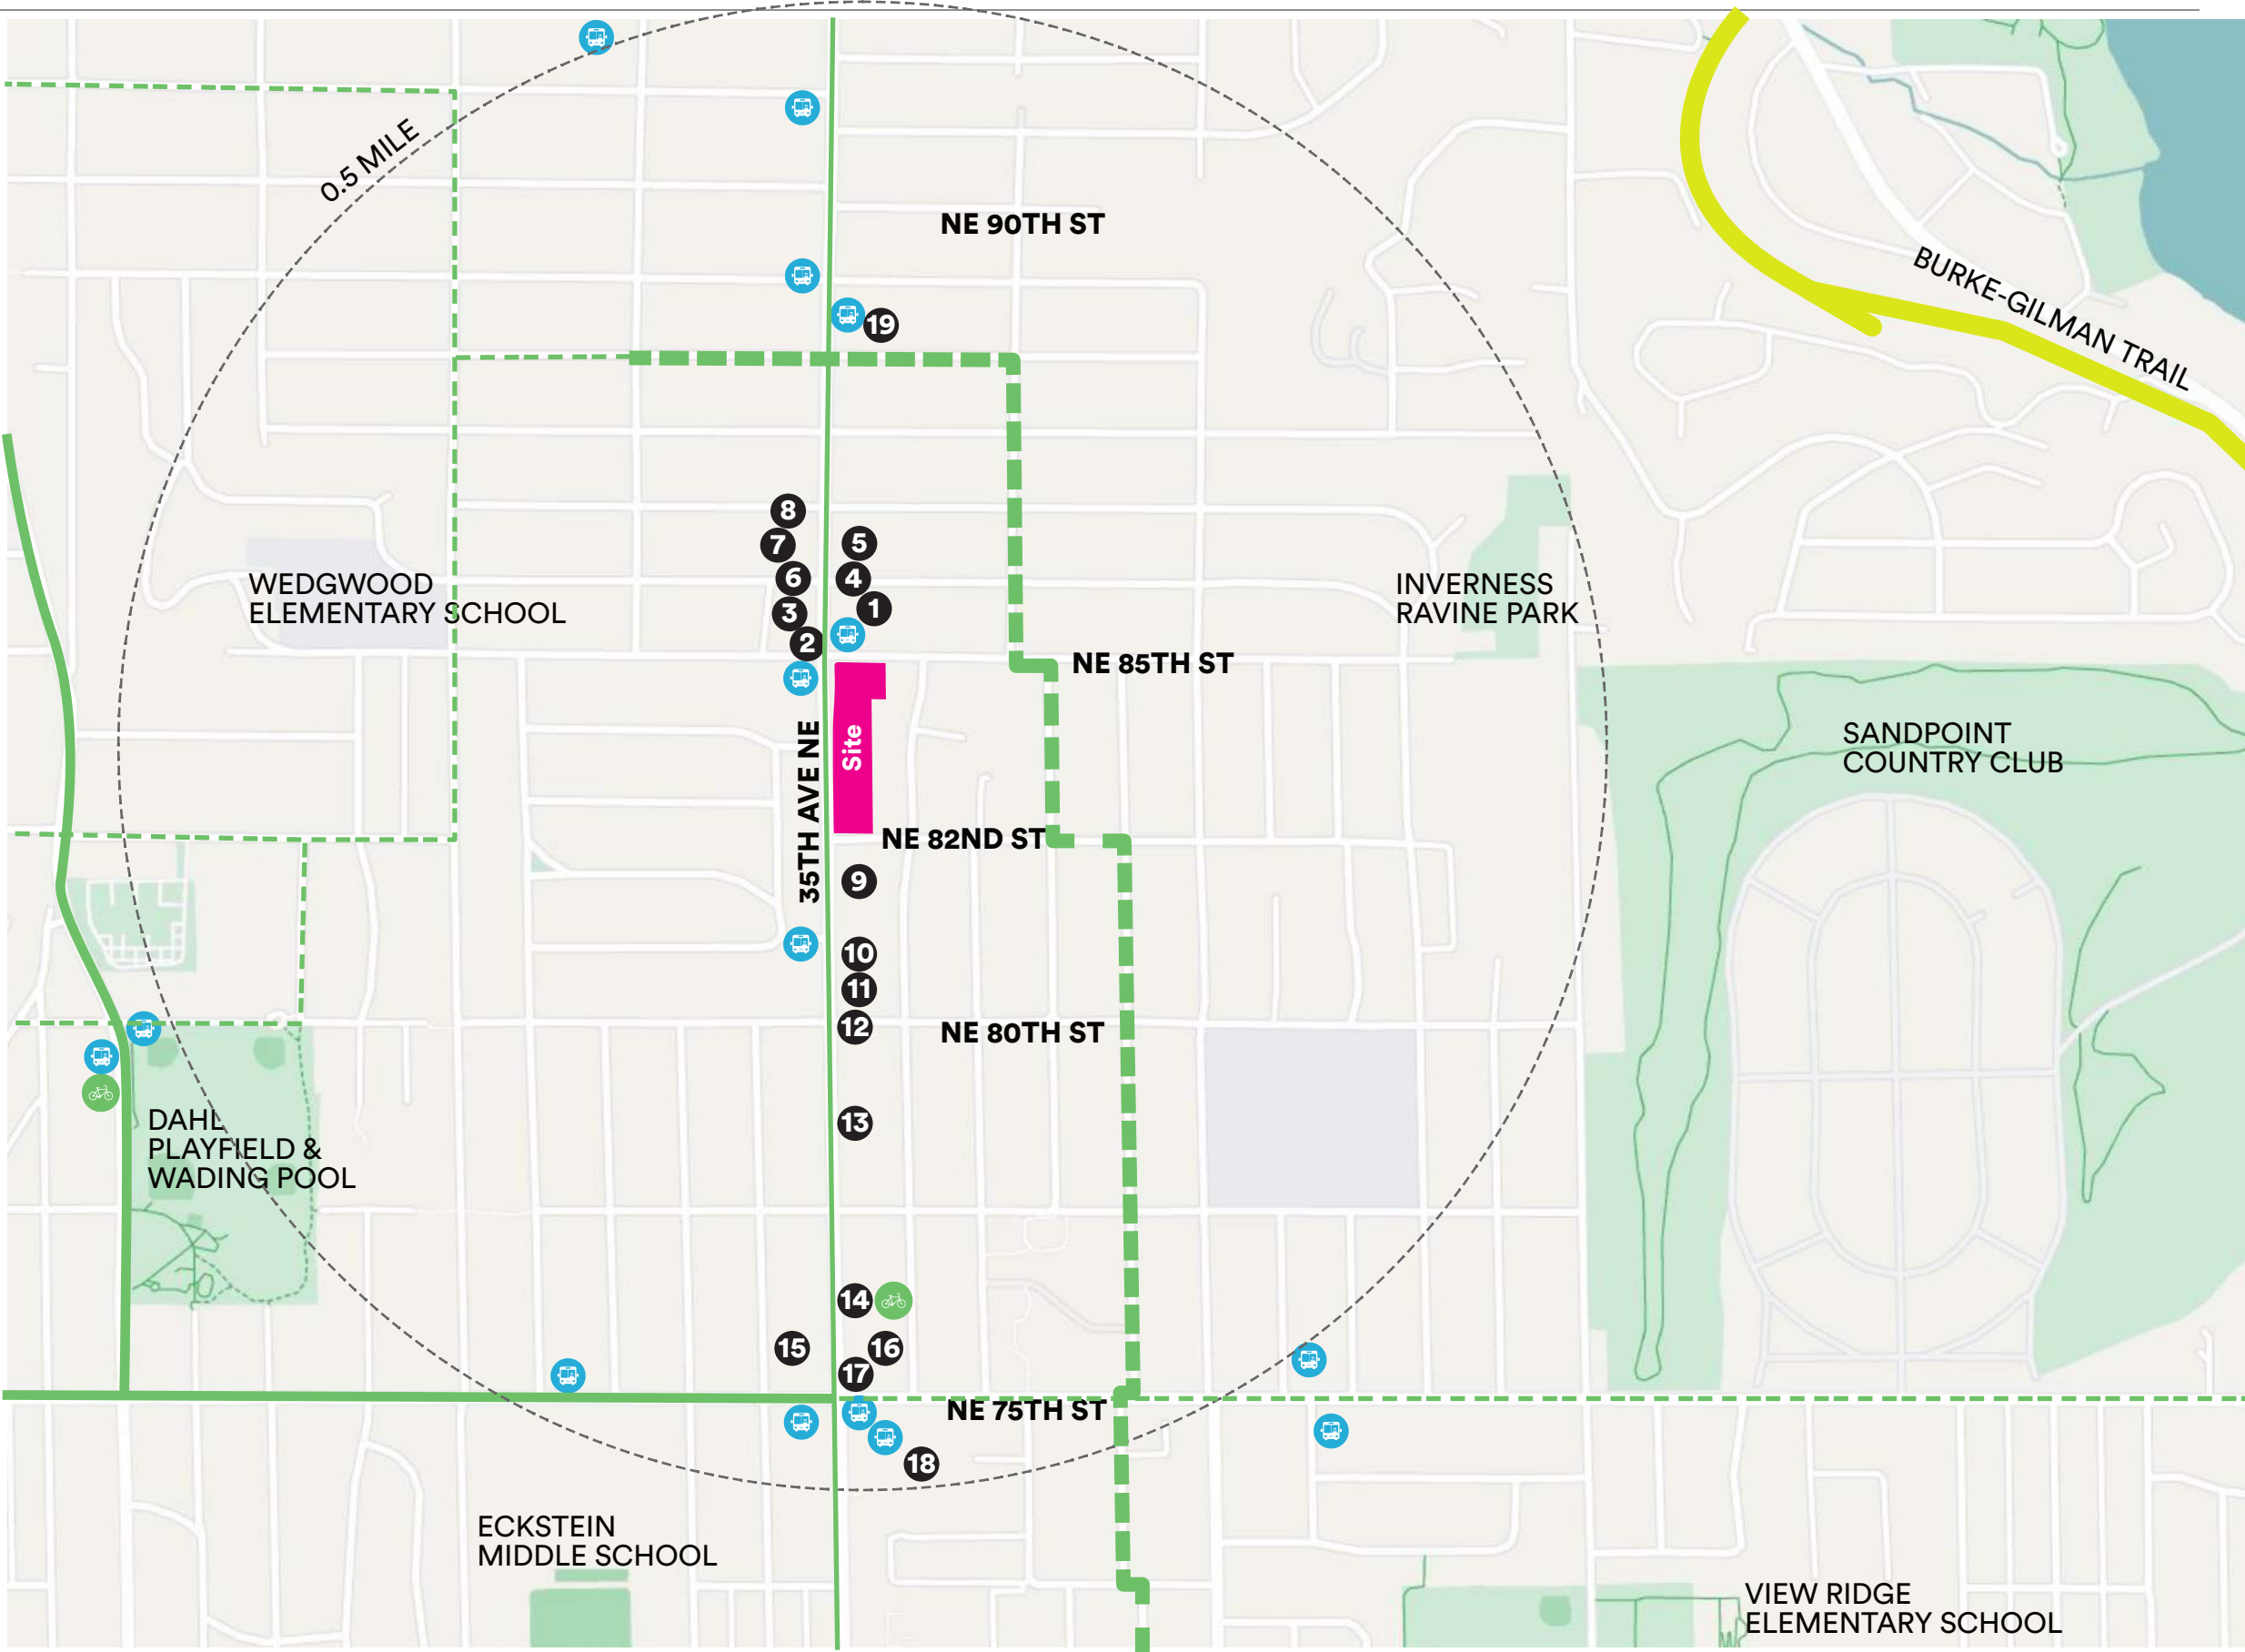 0.5 MILE
NE 90TH ST
BURKE-GILMAN TRAIL
19
8
7
5
6
4
3
1
2
WEDGWOOD
ELEMENTARY SCHOOL
INVERNESS
RAVINE PARK
NE 85TH ST
35TH AVE NE
Site
SANDPOINT
COUNTRY CLUB
NE 82ND ST
9
10
11
12
NE 80TH ST
13
DAHL
PLAYFIELD &
WADING POOL
14
15
16
17
NE 75TH ST
18
ECKSTEIN
MIDDLE SCHOOL
VIEW RIDGE
ELEMENTARY SCHOOL